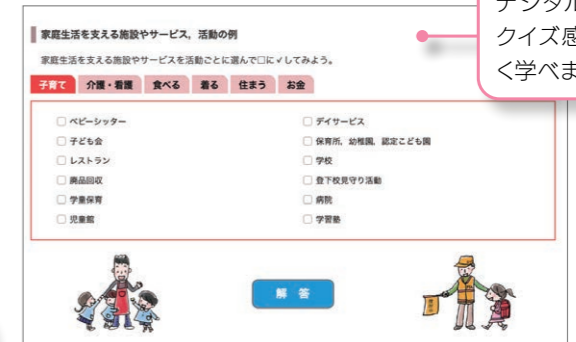 デジタル
クイズ感
く学べま
家庭生活を支える施設やサービス，活動の例
家庭生活を支える施設やサービスを活動ごとに選んで□に✓してみよう。
子育て 介護・看護 食べる 着る 住まう お金
ベビーシッター
子ども会
レストラン
廃品回収
学童保育
児童館
デイサービス
保育所，幼稚園，認定こども園
学校
登下校見守り活動
病院
学習塾
解 答